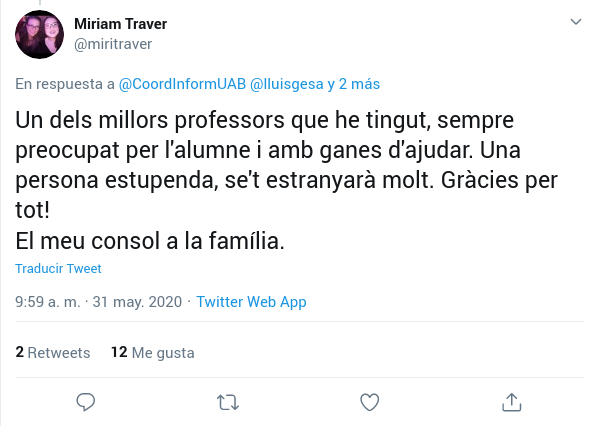 Miriam Traver
@miritraver
En respuesta a @CoordInformUAB @lluisgesa y 2 más
Un dels millors professors que he tingut, sempre
preocupat per l'alumne i amb ganes d'ajudar. Una
persona estupenda, se't estranyarà molt. Gràcies per
tot!
El meu consol a la família.
Traducir Tweet
9:59 a. m. · 31 may. 2020 · Twitter Web App
2 Retweets 12 Me gusta